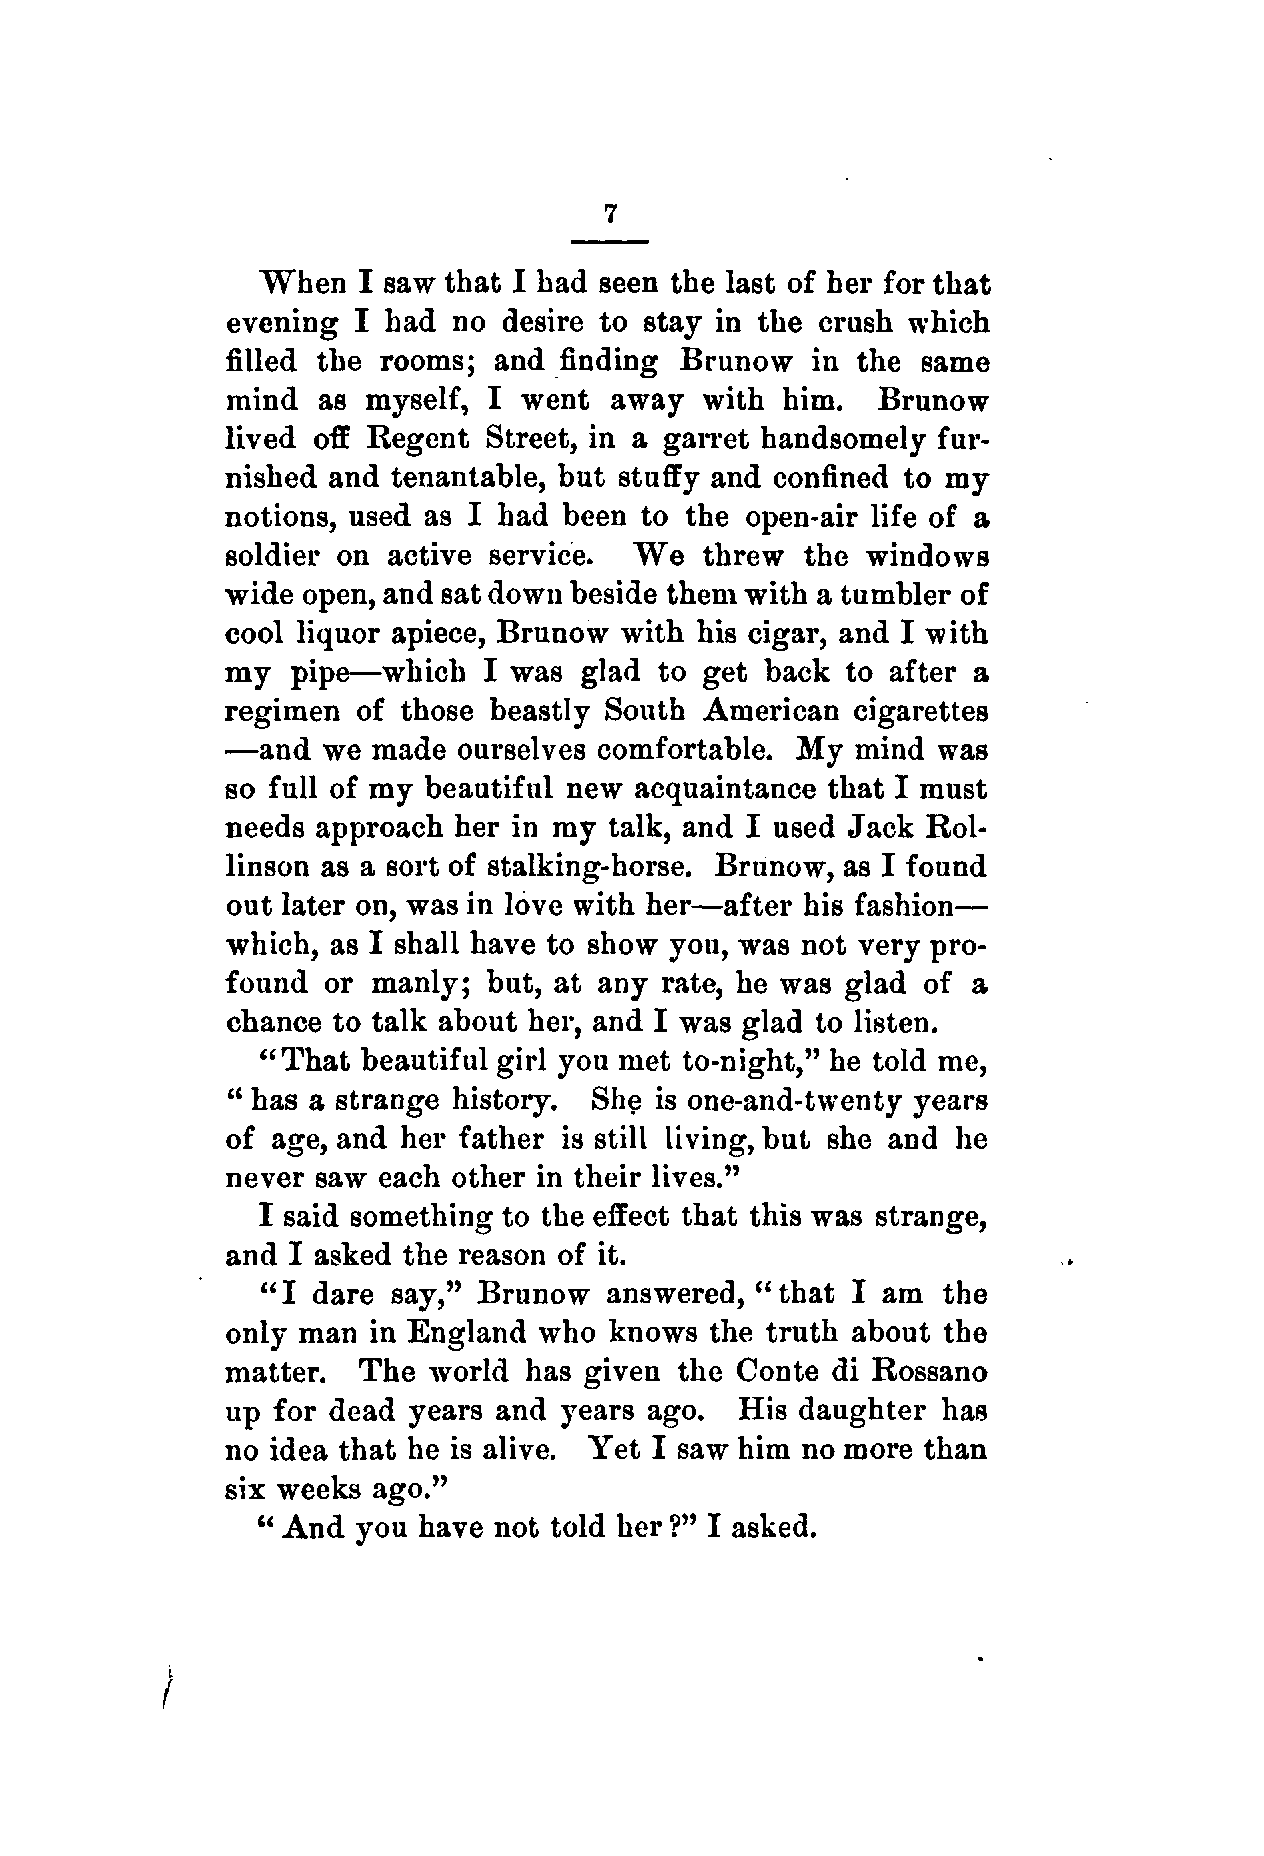 7
When I saw that I had seen the last of her for that
evening I had no desire to stay in the crush which
filled the rooms; and finding Brunow in the same
mind as myself, I went away with him. Brunow
lived off Regent Street, in a garret handsomely fur-
nished and tenantable, but stuffy and confined to my
notions, used as I had been to the open-air life of a
soldier on active service. We threw the windows
wide open, and sat down beside them with a tumbler of
cool liquor apiece, Brunow with his cigar, and I with
my pipe—which I was glad to get back to after a
regimen of those beastly South American cigarettes
—and we made ourselves comfortable. My mind was
so full of my beautiful new acquaintance that I must
needs approach her in my talk, and I used Jack Rol-
linson as a sort of stalking-horse. Brunow, as I found
out later on, was in love with her—after his fashion—
which, as I shall have to show you, was not very pro-
found or manly; but, at any rate, he was glad of a
chance to talk about her, and I was glad to listen.
“That beautiful girl you met to-night,” he told me,
“has a strange history. She is one-and-twenty years
of age, and her father is still living, but she and he
never saw each other in their lives.”
I said something to the effect that this was strange,
and I asked the reason of it.
“I dare say,” Brunow answered, “that I am the
only man in England who knows the truth about the
matter. The world has given the Conte di Rossano
up for dead years and years ago. His daughter has
no idea that he is alive. Yet I saw him no more than
six weeks ago.”
“And you have not told her?” I asked.